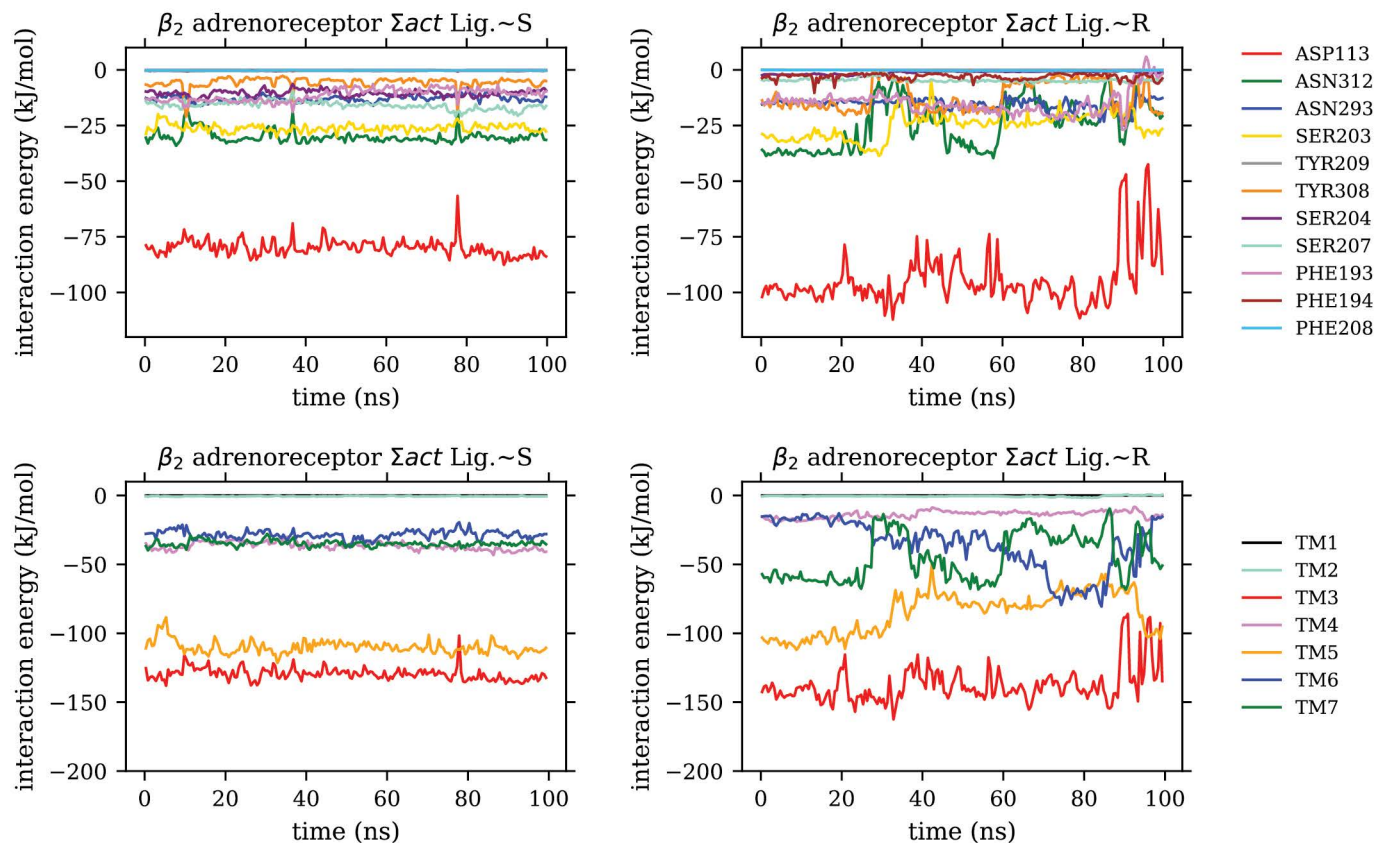 β2 adrenoreceptor Σact Lig.~S
interaction energy (kJ/mol)
0
−25
−50
−75
−100
0 20 40 60 80 100
time (ns)
β2 adrenoreceptor Σact Lig.~R
interaction energy (kJ/mol)
0
−25
−50
−75
−100
0 20 40 60 80 100
time (ns)
ASP113
ASN312
ASN293
SER203
TYR209
TYR308
SER204
SER207
PHE193
PHE194
PHE208
β2 adrenoreceptor Σact Lig.~S
interaction energy (kJ/mol)
0
−50
−100
−150
−200
0 20 40 60 80 100
time (ns)
β2 adrenoreceptor Σact Lig.~R
interaction energy (kJ/mol)
0
−50
−100
−150
−200
0 20 40 60 80 100
time (ns)
TM1
TM2
TM3
TM4
TM5
TM6
TM7